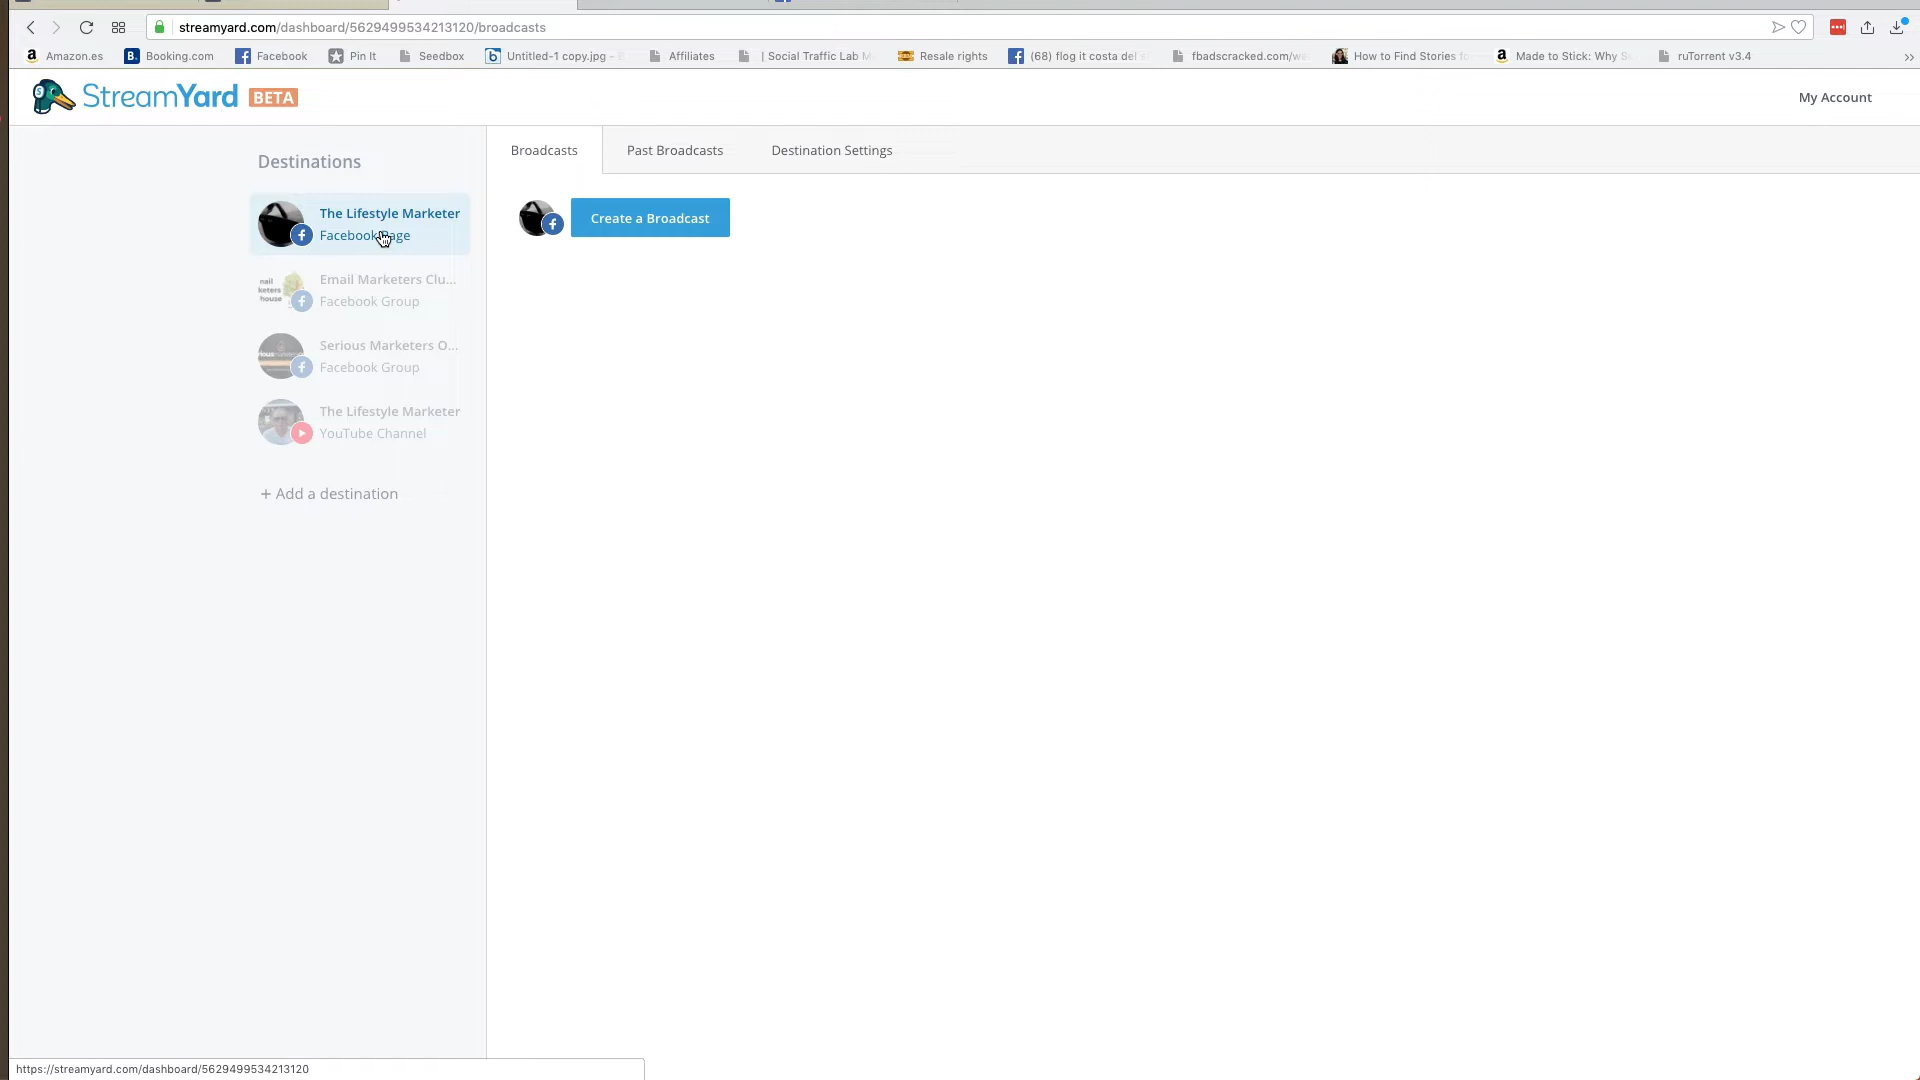 streamyard.com/dashboard/5629499534213120/broadcasts
Amazon.es
Booking.com
Facebook
Pin It
Seedbox
Untitled-1 copy.jpg -
Affiliates
| Social Traffic Lab
Resale rights
(68) flog it costa del
fbadscracked.com/we
How to Find Stories
Made to Stick: Why
ruTorrent v3.4
StreamYard BETA
My Account
Destinations
The Lifestyle Marketer
Facebook Page
Email Marketers Clu...
Facebook Group
Serious Marketers O...
Facebook Group
The Lifestyle Marketer
YouTube Channel
+ Add a destination
Broadcasts
Past Broadcasts
Destination Settings
Create a Broadcast
https://streamyard.com/dashboard/5629499534213120